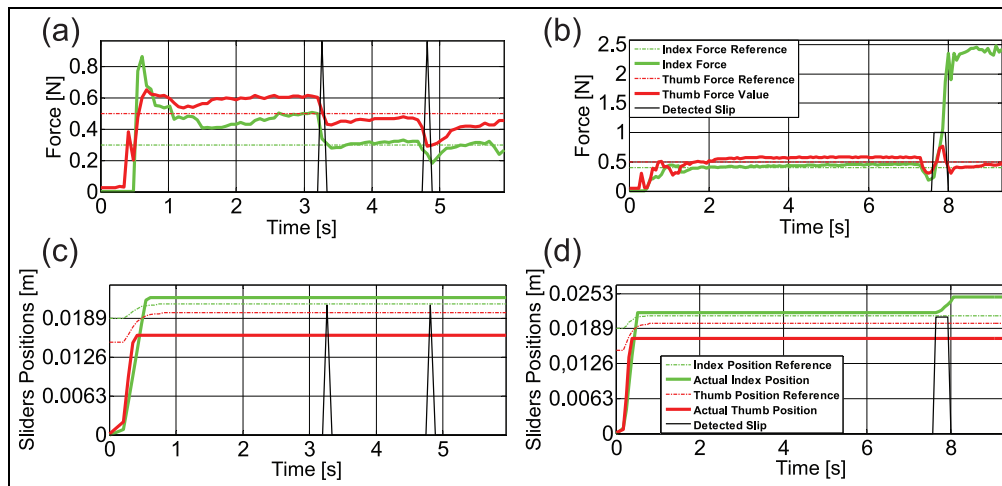 (a)
Force [N]
0.8
0.6
0.4
0.2
0
0 1 2 3 4 5
Time [s]
(b)
Force [N]
2.5
2
1.5
1
0.5
0
0 2 4 6 8
Time [s]
Index Force Reference
Index Force
Thumb Force Reference
Thumb Force Value
Detected Slip
(c)
Sliders Positions [m]
0.0189
0.0126
0.0063
0
0 1 2 3 4 5
Time [s]
(d)
Sliders Positions [m]
0.0253
0.0189
0.0126
0.0063
0
0 2 4 6 8
Time [s]
Index Position Reference
Actual Index Position
Thumb Position Reference
Actual Thumb Position
Detected Slip